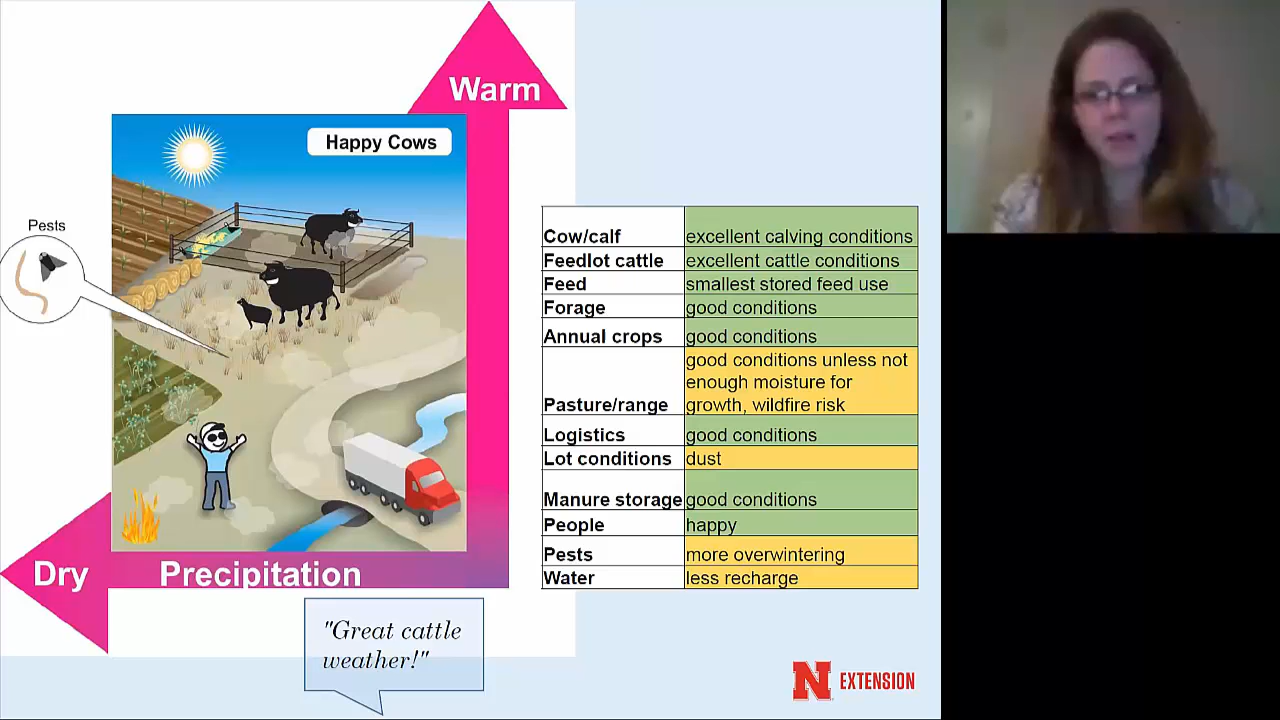 Warm
Happy Cows
Pests
Cow/calf excellent calving conditions
Feedlot cattle excellent cattle conditions
Feed smallest stored feed use
Forage good conditions
Annual crops good conditions
Pasture/range good conditions unless not
enough moisture for
growth, wildfire risk
Logistics good conditions
Lot conditions dust
Manure storage good conditions
People happy
Pests more overwintering
Water less recharge
Dry Precipitation
"Great cattle
weather!"
N EXTENSION